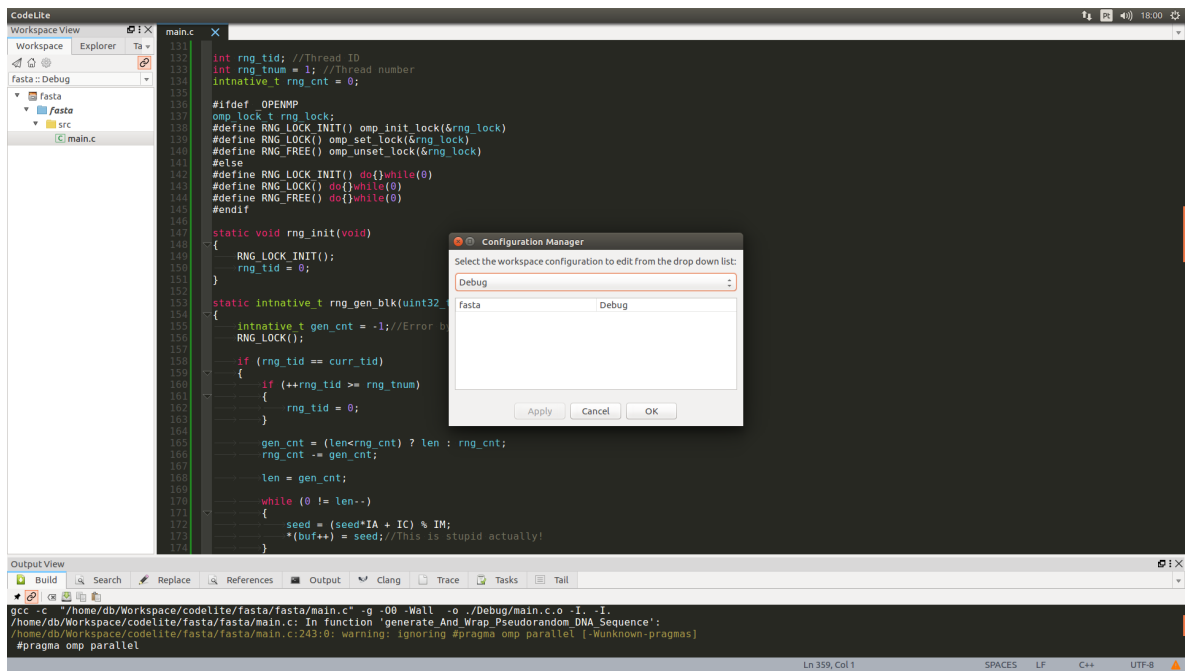 CodeLite
Pt 18:00
Workspace View
Workspace Explorer Ta
fasta :: Debug
fasta
fasta
src
main.c
main.c
131
132 int rng_tid; //Thread ID
133 int rng_tnum = 1; //Thread number
134 intnative_t rng_cnt = 0;
135
136 #ifdef _OPENMP
137 omp_lock_t rng_lock;
138 #define RNG_LOCK_INIT() omp_init_lock(&rng_lock)
139 #define RNG_LOCK() omp_set_lock(&rng_lock)
140 #define RNG_FREE() omp_unset_lock(&rng_lock)
141 #else
142 #define RNG_LOCK_INIT() do{}while(0)
143 #define RNG_LOCK() do{}while(0)
144 #define RNG_FREE() do{}while(0)
145 #endif
146
147 static void rng_init(void)
148 {
149 RNG_LOCK_INIT();
150 rng_tid = 0;
151 }
152
153 static intnative_t rng_gen_blk(uint32_
154 {
155 intnative_t gen_cnt = -1;//Error b
156 RNG_LOCK();
157
158 if (rng_tid == curr_tid)
159 {
160 if (++rng_tid >= rng_tnum)
161 {
162 rng_tid = 0;
163 }
164
165 gen_cnt = (len<rng_cnt) ? len : rng_cnt;
166 rng_cnt -= gen_cnt;
167
168 len = gen_cnt;
169
170 while (0 != len--)
171 {
172 seed = (seed*IA + IC) % IM;
173 *(buf++) = seed;//This is stupid actually!
174 }
Configuration Manager
Select the workspace configuration to edit from the drop down list:
Debug
fasta Debug
Apply Cancel OK
Output View
Build Search Replace References Output Clang Trace Tasks Tail
gcc -c "/home/db/Workspace/codelite/fasta/fasta/main.c" -g -O0 -Wall -o ./Debug/main.c.o -I. -I.
/home/db/Workspace/codelite/fasta/fasta/main.c: In function 'generate_And_Wrap_Pseudorandom_DNA_Sequence':
/home/db/Workspace/codelite/fasta/fasta/main.c:243:0: warning: ignoring #pragma omp parallel [-Wunknown-pragmas]
#pragma omp parallel
Ln 359, Col 1 SPACES LF C++ UTF-8